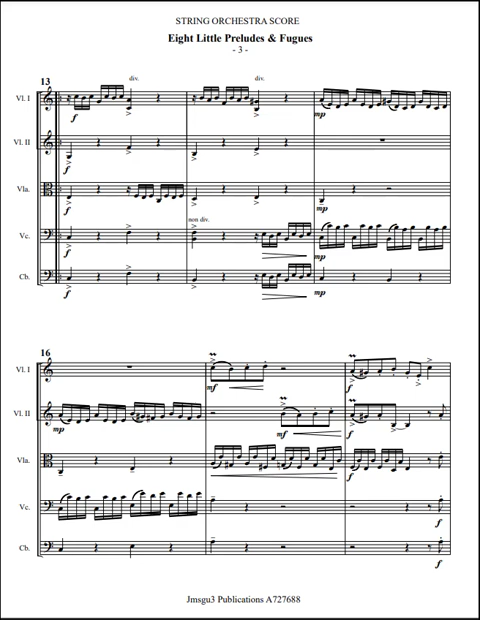 STRING ORCHESTRA SCORE
Eight Little Preludes & Fugues
- 3 -
13
div.
div.
Vl. I
f
mp
Vl. II
f
Vla.
f
mp
non div.
Vc.
f
mp
Cb.
f
mp
16
Vl. I
mf
f
Vl. II
mp
mf
f
Vla.
mf
f
Vc.
f
Cb.
f
Jmsgu3 Publications A727688